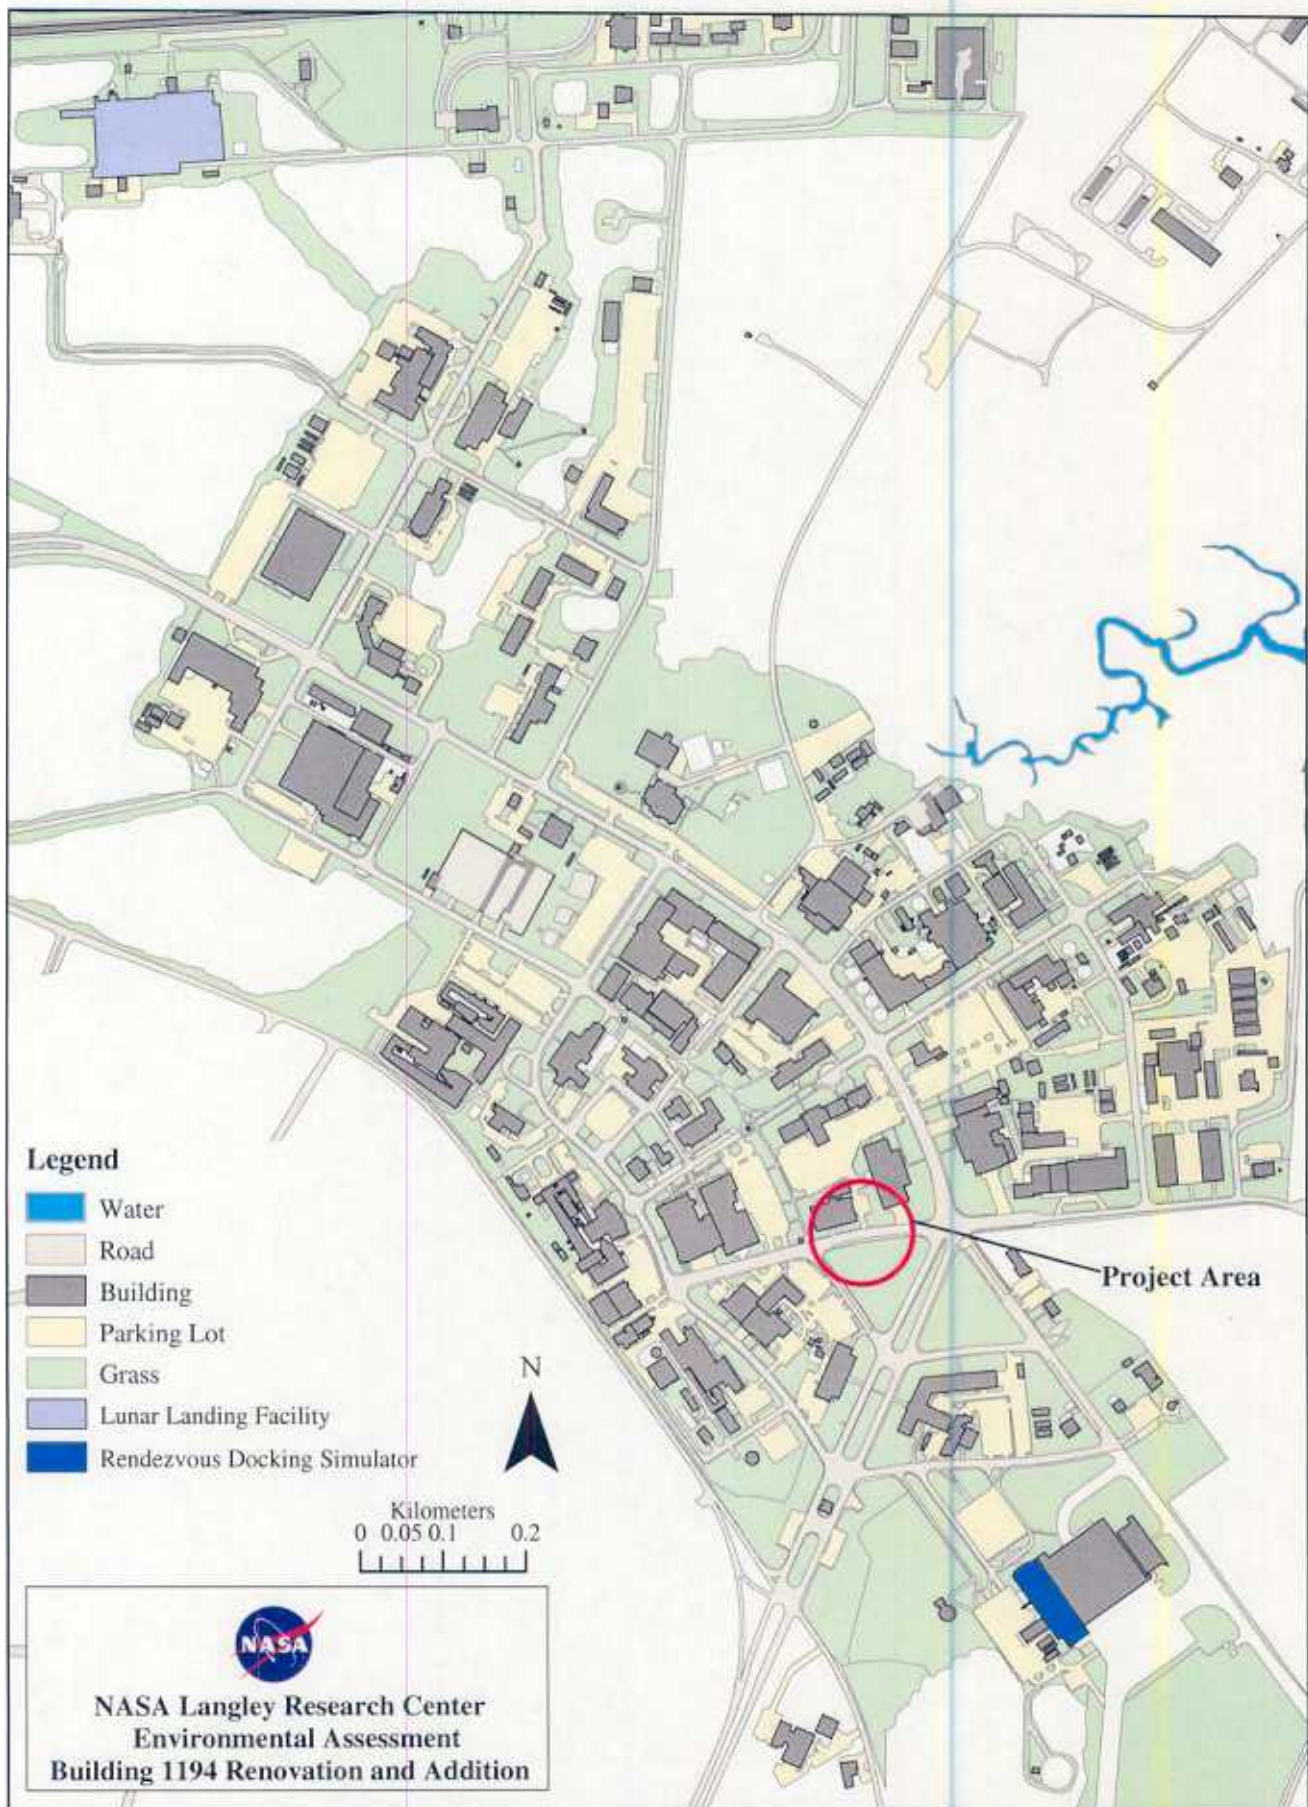 Legend
Water
Road
Building
Parking Lot
Grass
Lunar Landing Facility
Rendezvous Docking Simulator
Project Area
N
Kilometers
0 0.05 0.1 0.2
NASA
NASA Langley Research Center
Environmental Assessment
Building 1194 Renovation and Addition